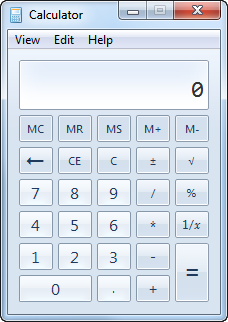 Calculator
View Edit Help
0
MC MR MS M+ M-
← CE C ± √
7 8 9 / %
4 5 6 * 1/x
1 2 3 - =
0 . +